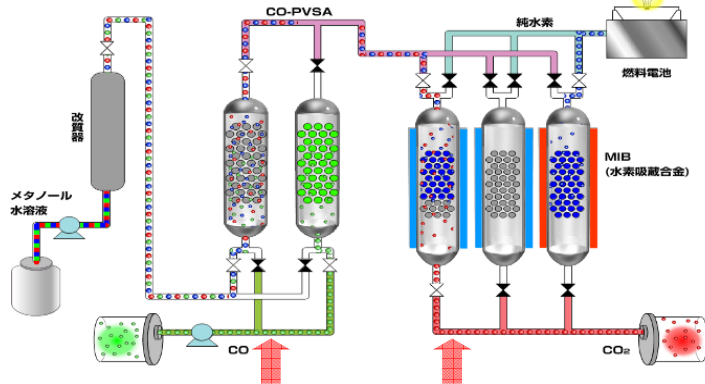 CO-PVSA
純水素
燃料電池
改質器
MIB
(水素吸蔵合金)
メタノール
水溶液
CO
CO₂